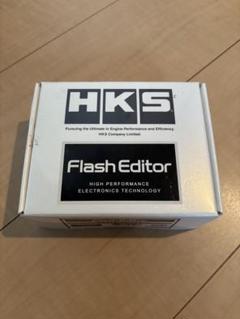 HKS
Pursuing the Ultimate in Engine Performance and Efficiency.
HKS Company Limited.
Flash Editor
HIGH PERFORMANCE
ELECTRONICS TECHNOLOGY